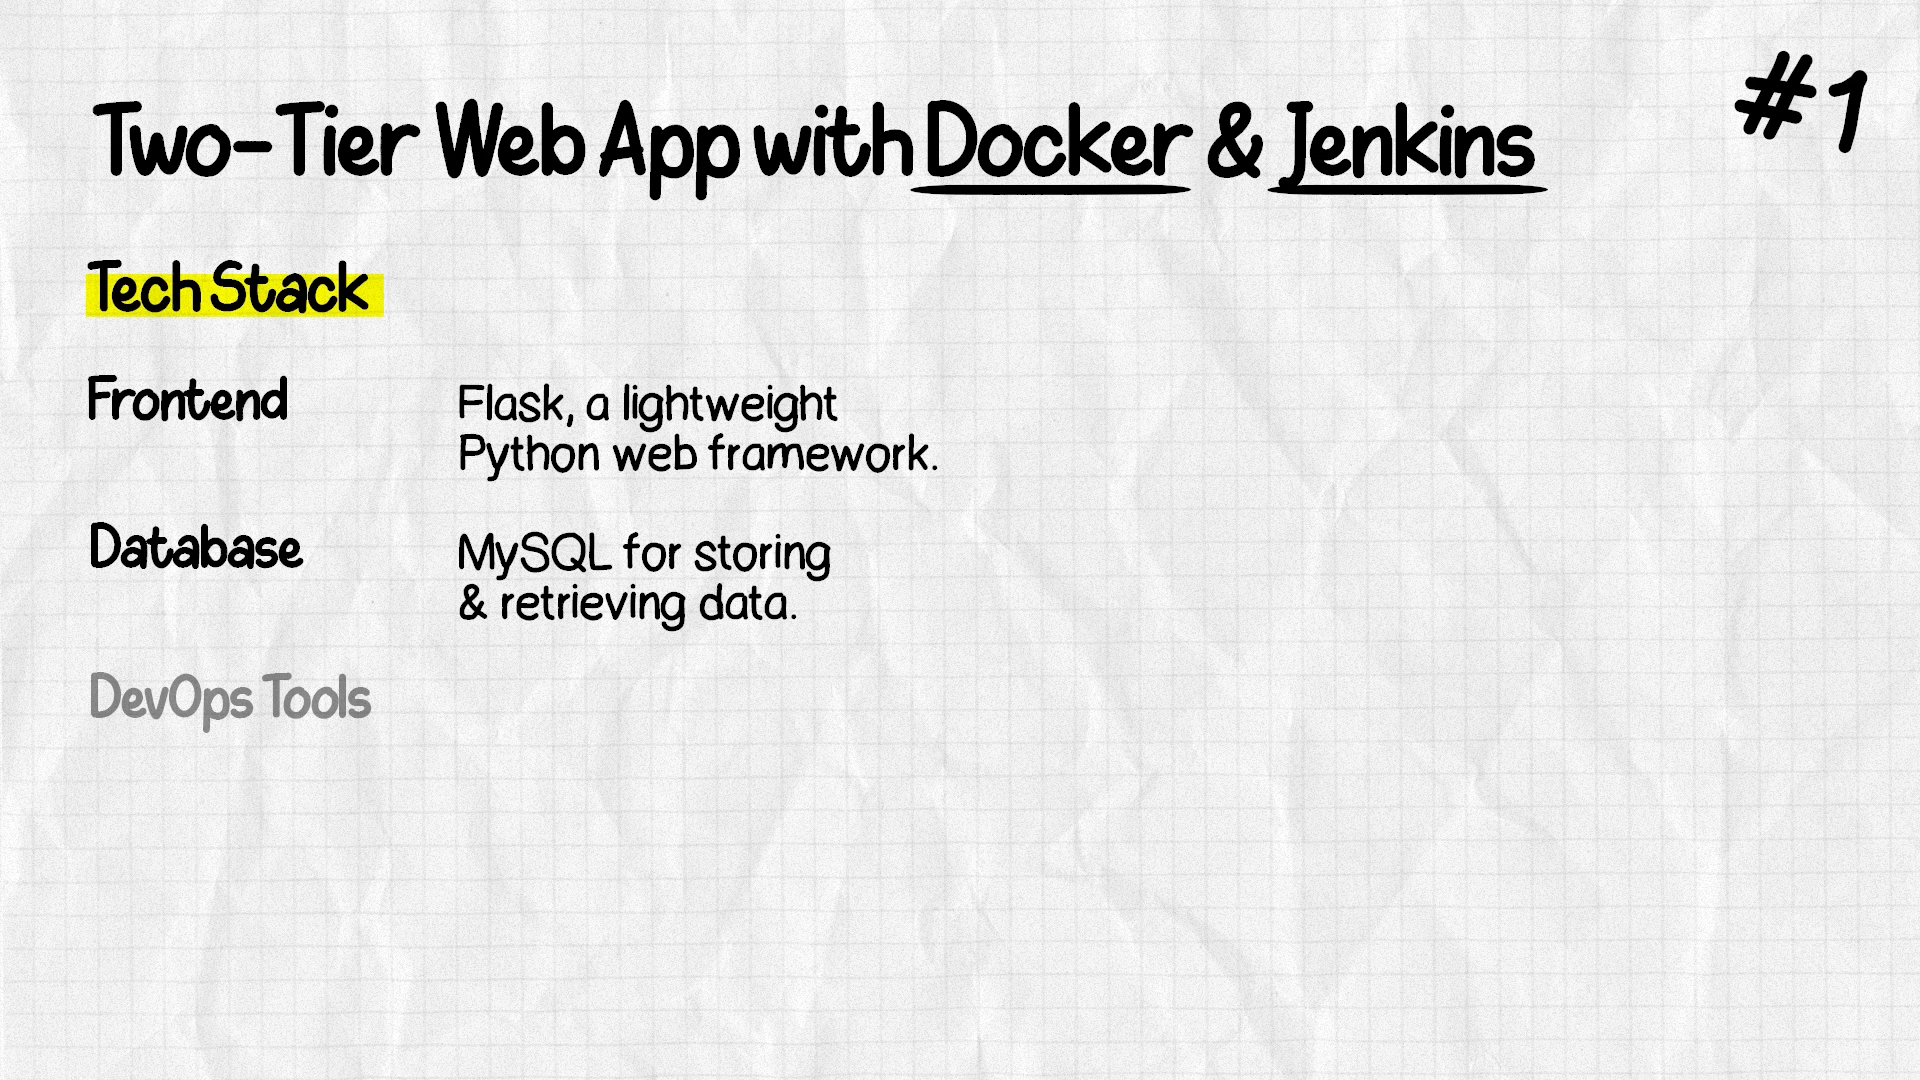 Two-Tier Web App with Docker & Jenkins
#1
Tech Stack
Frontend
Flask, a lightweight
Python web framework.
Database
MySQL for storing
& retrieving data.
DevOps Tools